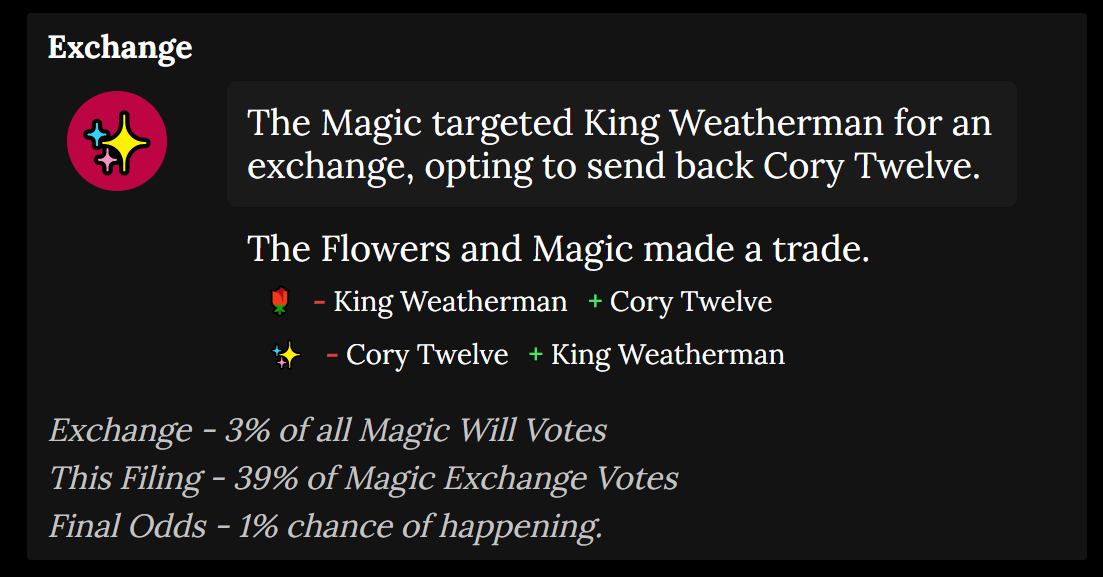 Exchange
The Magic targeted King Weatherman for an
exchange, opting to send back Cory Twelve.
The Flowers and Magic made a trade.
- King Weatherman + Cory Twelve
- Cory Twelve + King Weatherman
Exchange - 3% of all Magic Will Votes
This Filing - 39% of Magic Exchange Votes
Final Odds - 1% chance of happening.